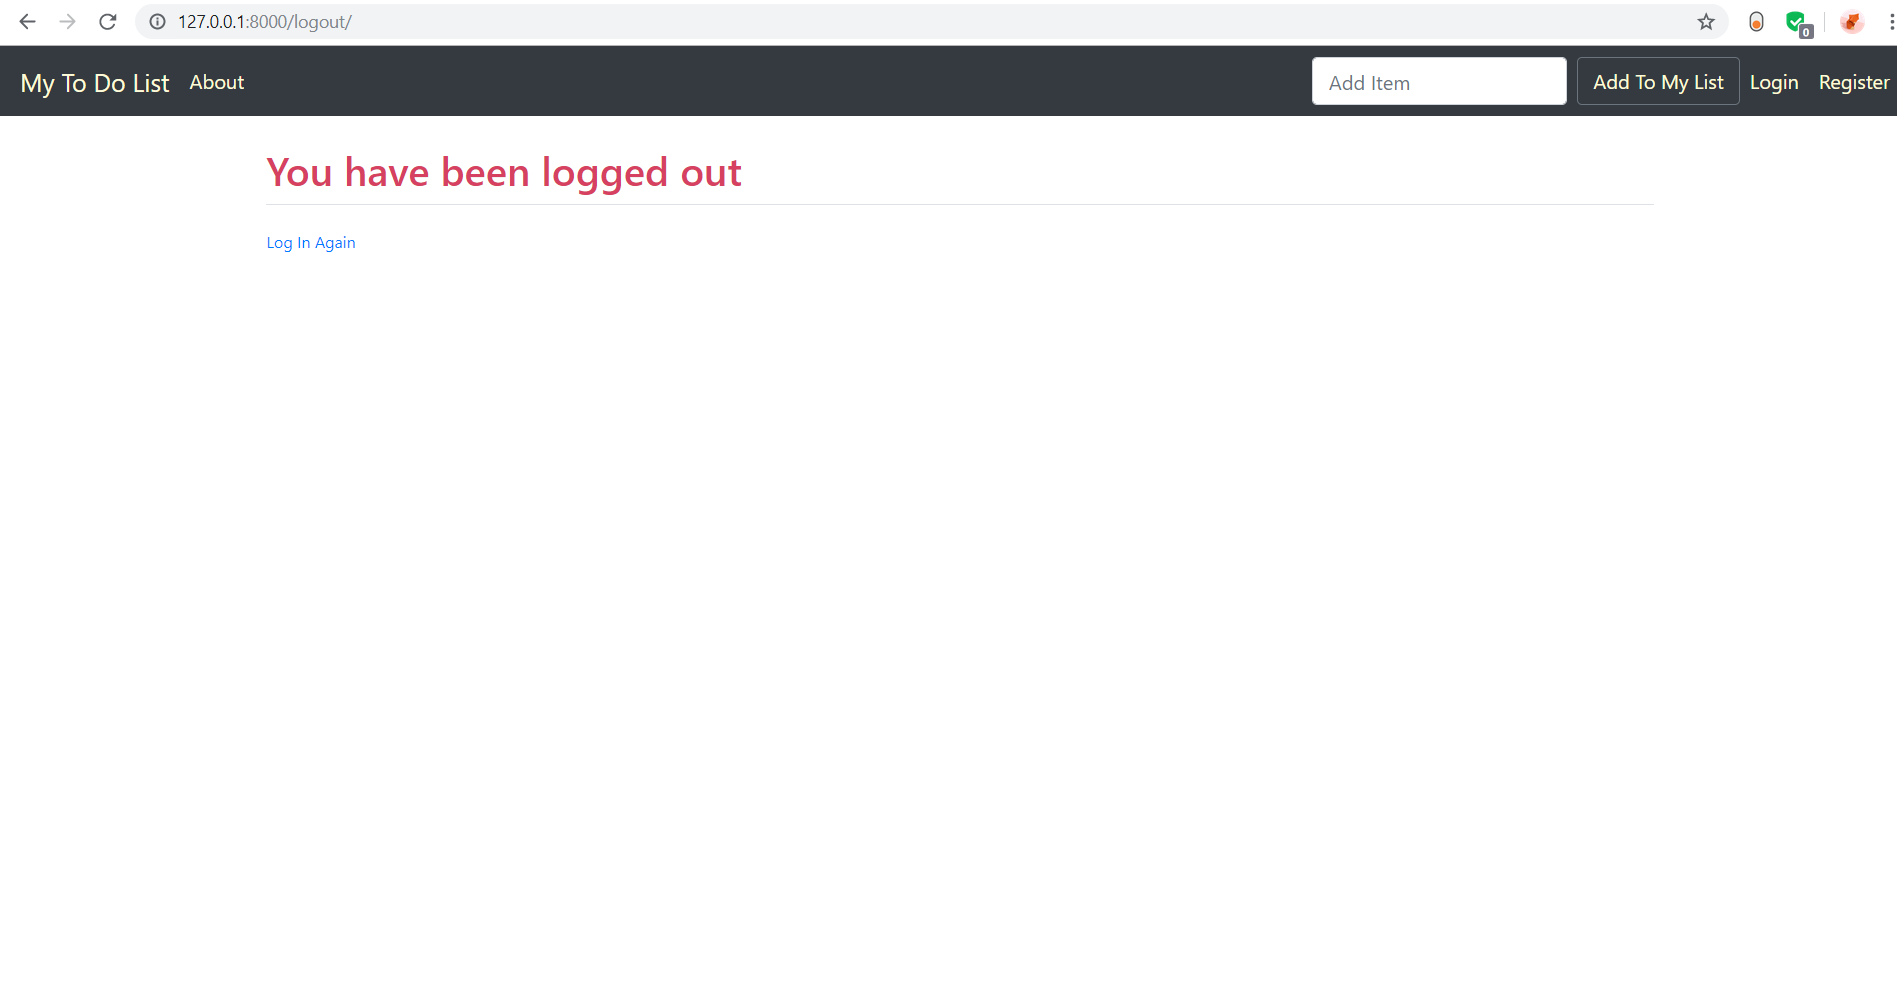 127.0.0.1:8000/logout/
0
My To Do List About Add Item Add To My List Login Register
You have been logged out
Log In Again